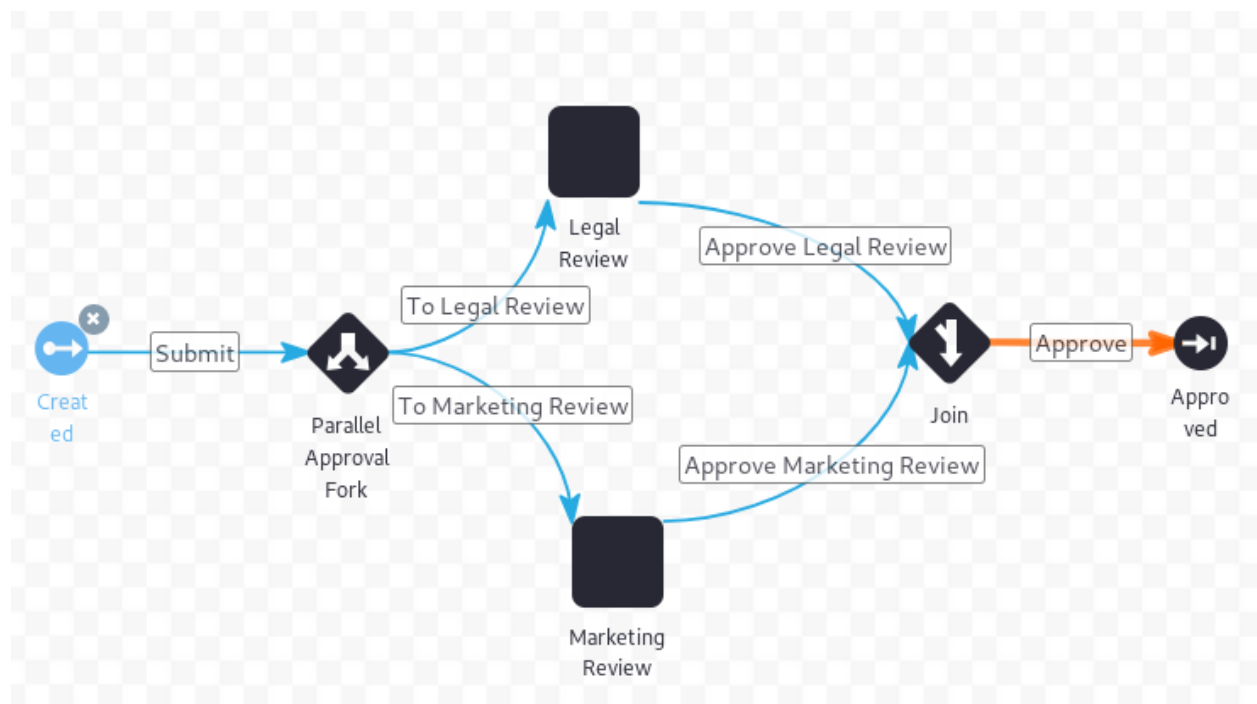 Legal
Review
Approve Legal Review
To Legal Review
Submit
Approve
Creat
ed
To Marketing Review
Parallel
Approval
Fork
Join
Appro
ved
Approve Marketing Review
Marketing
Review